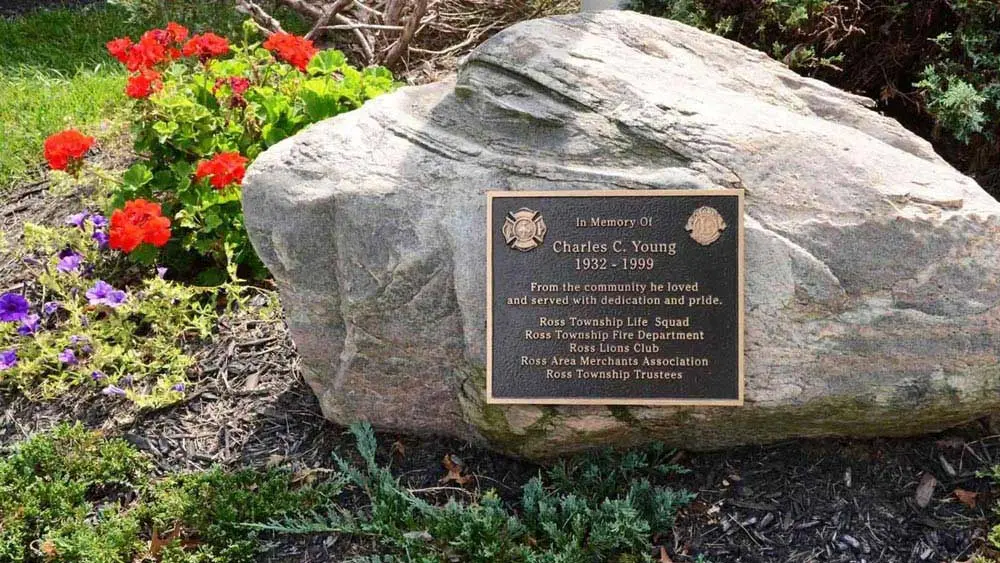 In Memory Of
Charles C. Young
1932 - 1999
From the community he loved
and served with dedication and pride.
Ross Township Life Squad
Ross Township Fire Department
Ross Lions Club
Ross Area Merchants Association
Ross Township Trustees